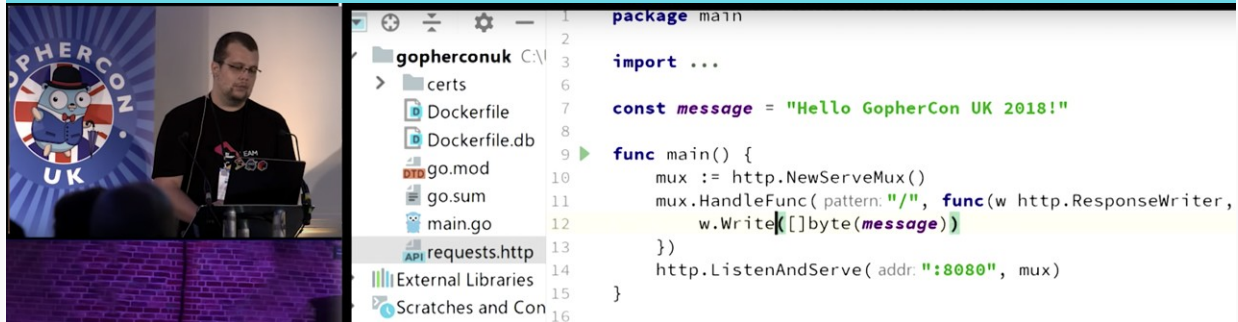 GOPHERCON
UK
gopherconuk C:\
certs
Dockerfile
Dockerfile.db
DTD go.mod
go.sum
main.go
API requests.http
External Libraries
Scratches and Con
1 package main
2
3 import ...
6
7 const message = "Hello GopherCon UK 2018!"
8
9 func main() {
10 mux := http.NewServeMux()
11 mux.HandleFunc( pattern: "/", func(w http.ResponseWriter,
12 w.Write([]byte(message))
13 })
14 http.ListenAndServe( addr: ":8080", mux)
15 }
16